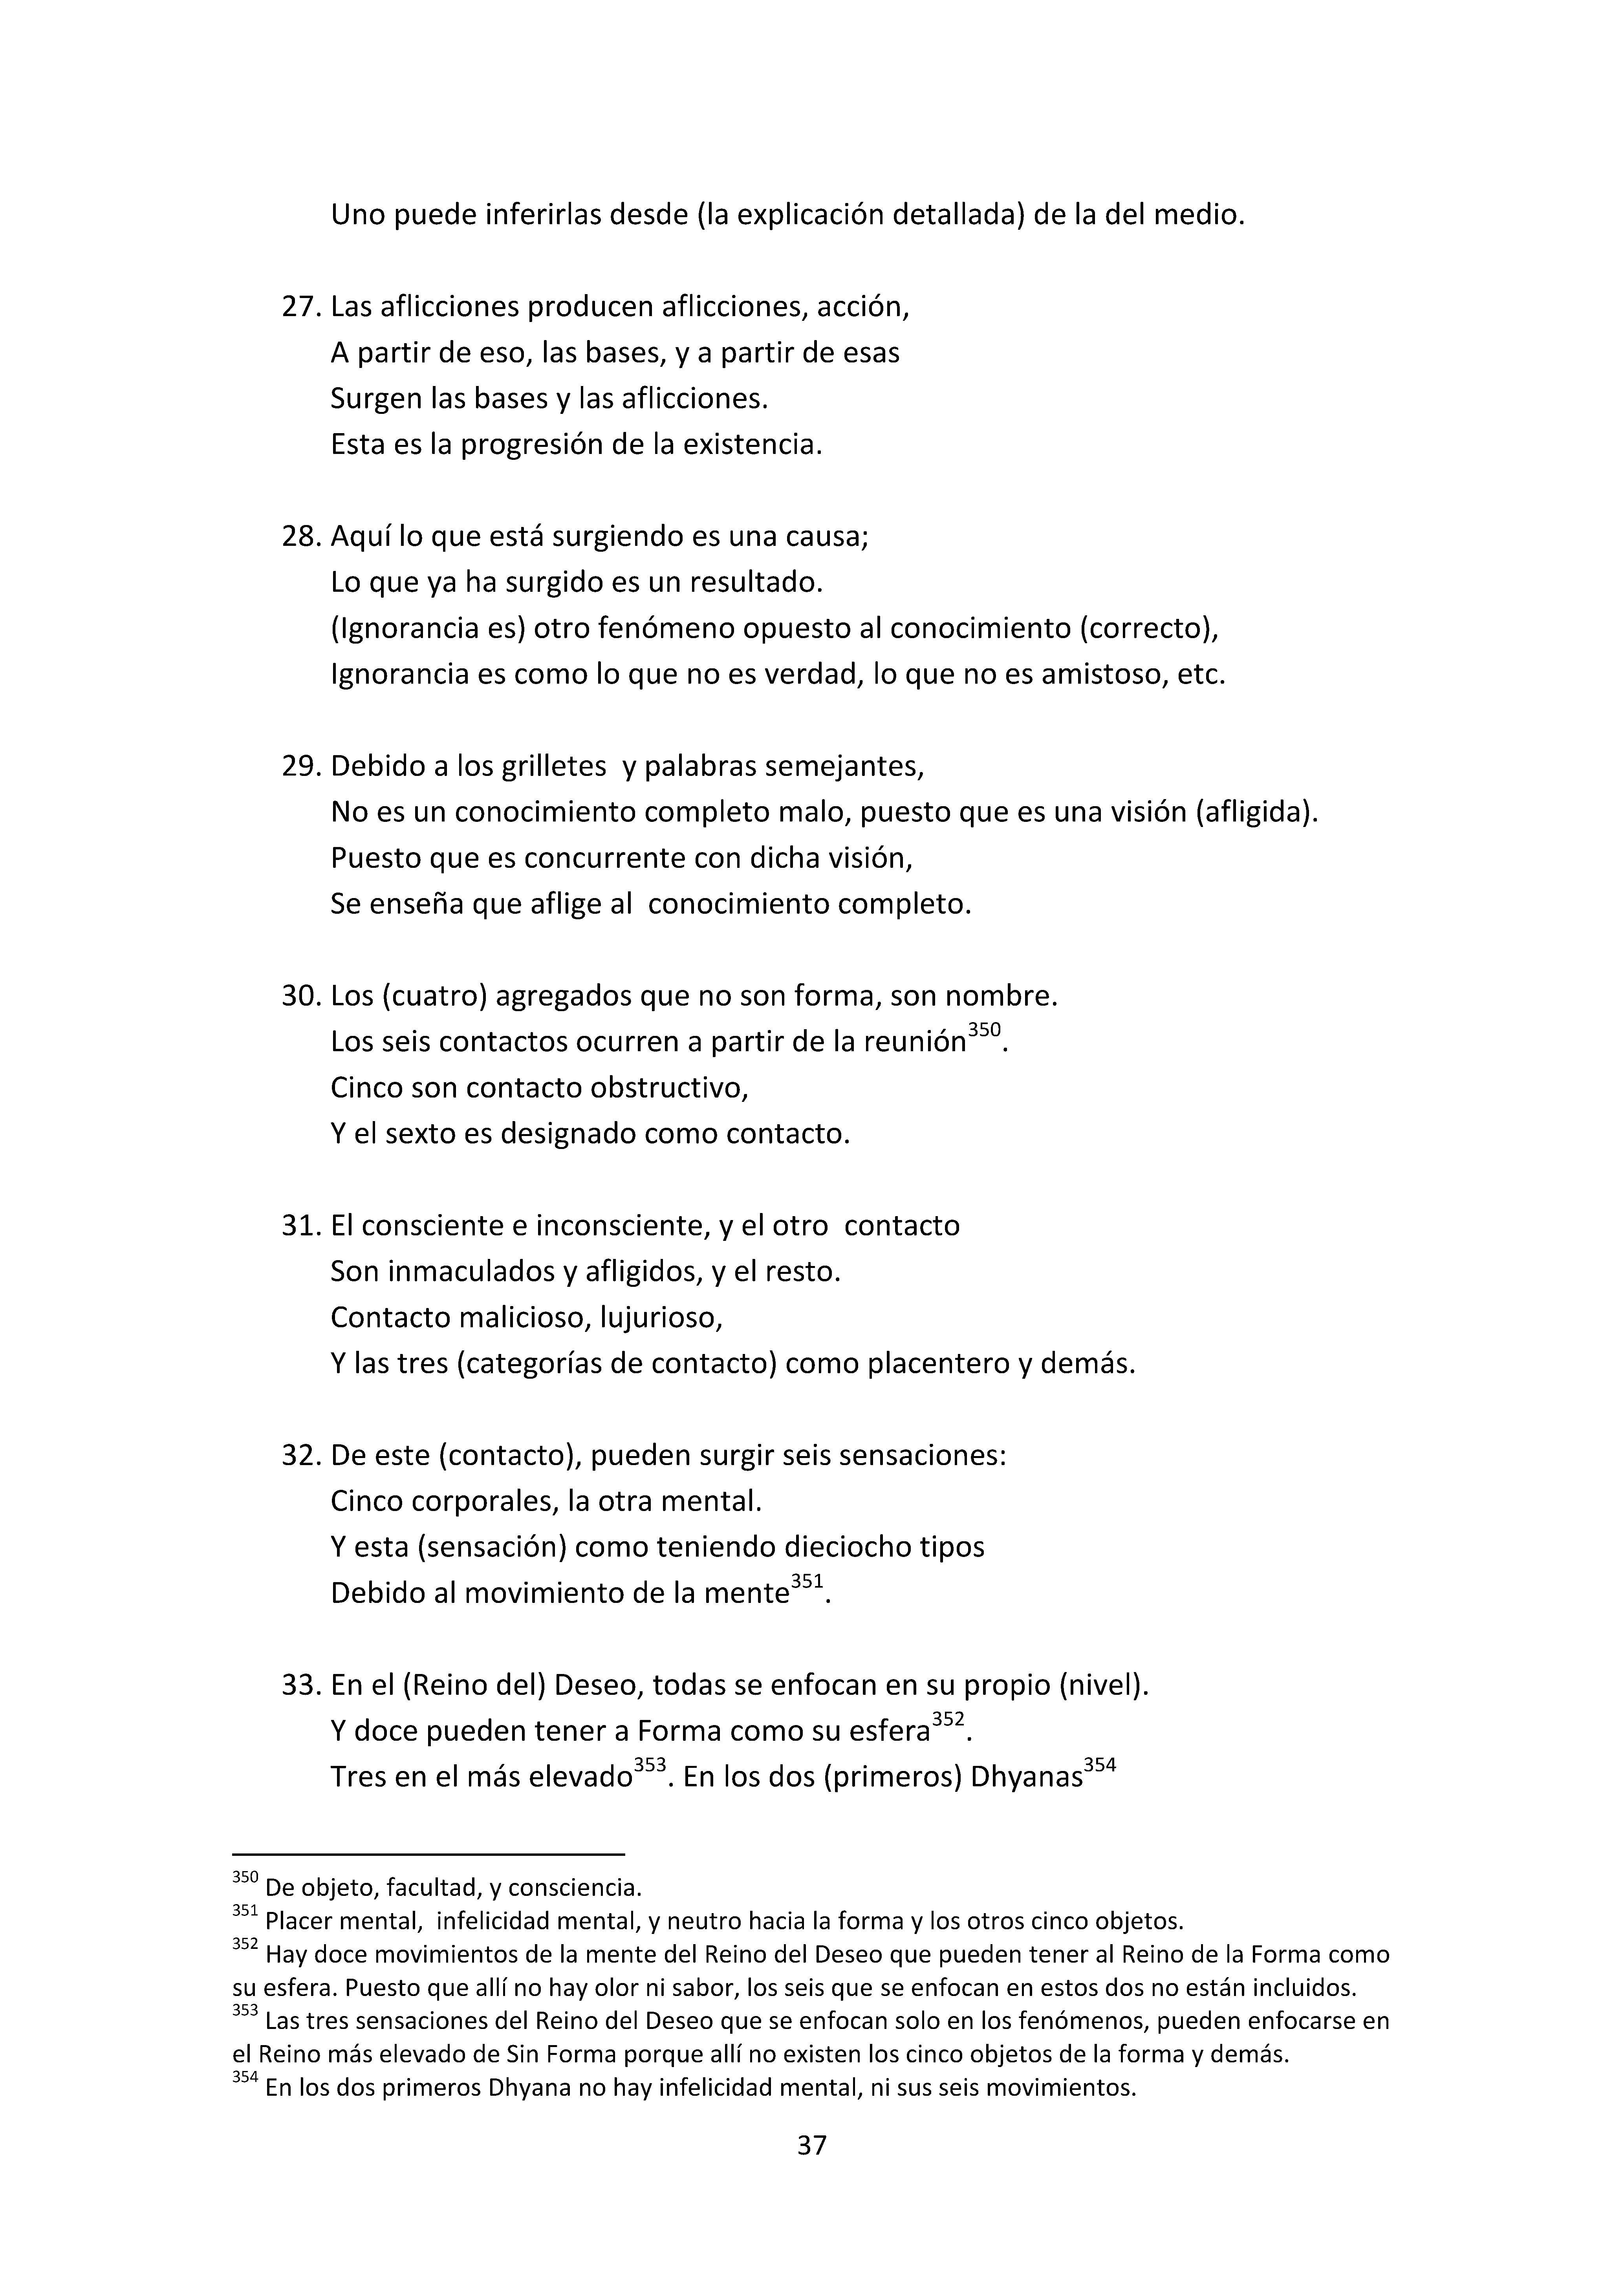 Uno puede inferirlas desde (la explicación detallada) de la del medio.
27. Las aflicciones producen aflicciones, acción,
A partir de eso, las bases, y a partir de esas
Surgen las bases y las aflicciones.
Esta es la progresión de la existencia.
28. Aquí lo que está surgiendo es una causa;
Lo que ya ha surgido es un resultado.
(Ignorancia es) otro fenómeno opuesto al conocimiento (correcto),
Ignorancia es como lo que no es verdad, lo que no es amistoso, etc.
29. Debido a los grilletes  y palabras semejantes,
No es un conocimiento completo malo, puesto que es una visión (afligida).
Puesto que es concurrente con dicha visión,
Se enseña que aflige al  conocimiento completo.
30. Los (cuatro) agregados que no son forma, son nombre.
Los seis contactos ocurren a partir de la reunión350.
Cinco son contacto obstructivo,
Y el sexto es designado como contacto.
31. El consciente e inconsciente, y el otro  contacto
Son inmaculados y afligidos, y el resto.
Contacto malicioso, lujurioso,
Y las tres (categorías de contacto) como placentero y demás.
32. De este (contacto), pueden surgir seis sensaciones:
Cinco corporales, la otra mental.
Y esta (sensación) como teniendo dieciocho tipos
Debido al movimiento de la mente351.
33. En el (Reino del) Deseo, todas se enfocan en su propio (nivel).
Y doce pueden tener a Forma como su esfera352.
Tres en el más elevado353. En los dos (primeros) Dhyanas354
350 De objeto, facultad, y consciencia.
351 Placer mental,  infelicidad mental, y neutro hacia la forma y los otros cinco objetos.
352 Hay doce movimientos de la mente del Reino del Deseo que pueden tener al Reino de la Forma como
su esfera. Puesto que allí no hay olor ni sabor, los seis que se enfocan en estos dos no están incluidos.
353 Las tres sensaciones del Reino del Deseo que se enfocan solo en los fenómenos, pueden enfocarse en
el Reino más elevado de Sin Forma porque allí no existen los cinco objetos de la forma y demás.
354 En los dos primeros Dhyana no hay infelicidad mental, ni sus seis movimientos.
37